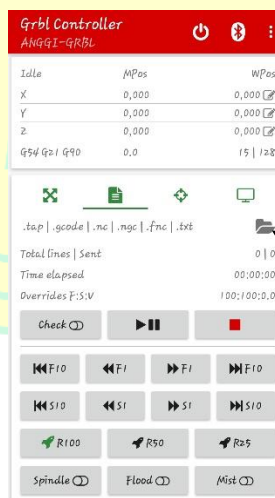 Grbl Controller
ANGGI-GRBL
Idle MPos WPos
X 0,000 0,000
Y 0,000 0,000
Z 0,000 0,000
G54 G21 G90 0.0 15 | 128
.tap | .gcode | .nc | .ngc | .fnc | .txt
Total lines | Sent 0 | 0
Time elapsed 00:00:00
Overrides F:S:V 100;100;0,0
Check
F10 F1 F1 F10
S10 S1 S1 S10
R100 R50 R25
Spindle Flood Mist